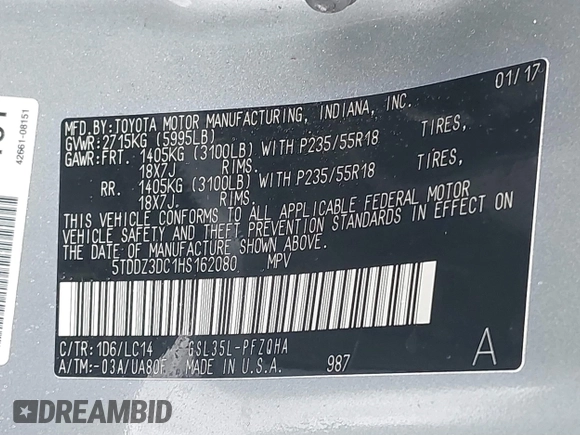 01/17
MFD.BY:TOYOTA MOTOR MANUFACTURING, INDIANA, INC.
GVWR:2715KG (5995LB)
GAWR:FRT. 1405KG (3100LB) WITH P235/55R18 TIRES,
18X7J RIMS.
RR. 1405KG (3100LB) WITH P235/55R18 TIRES,
18X7J. RIMS.
THIS VEHICLE CONFORMS TO ALL APPLICABLE FEDERAL MOTOR
VEHICLE SAFETY AND THEFT PREVENTION STANDARDS IN EFFECT ON
THE DATE OF MANUFACTURE SHOWN ABOVE.
5TDDZ3DC1HS162080 MPV
C/TR:1D6/LC14 GSL35L-PFZQHA
A/TM:-03A/UA80F MADE IN U.S.A. 987
A
42661-08151
DREAMBID